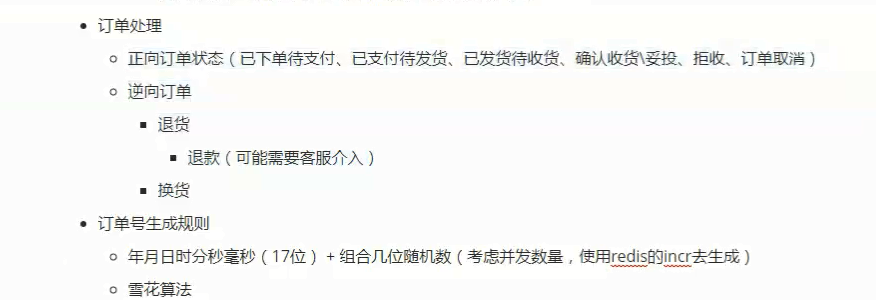 订单处理
正向订单状态（已下单待支付、已支付待发货、已发货待收货、确认收货\妥投、拒收、订单取消）
逆向订单
退货
退款（可能需要客服介入）
换货
订单号生成规则
年月日时分秒毫秒（17位）+ 组合几位随机数（考虑并发数量，使用redis的incr去生成）
雪花算法